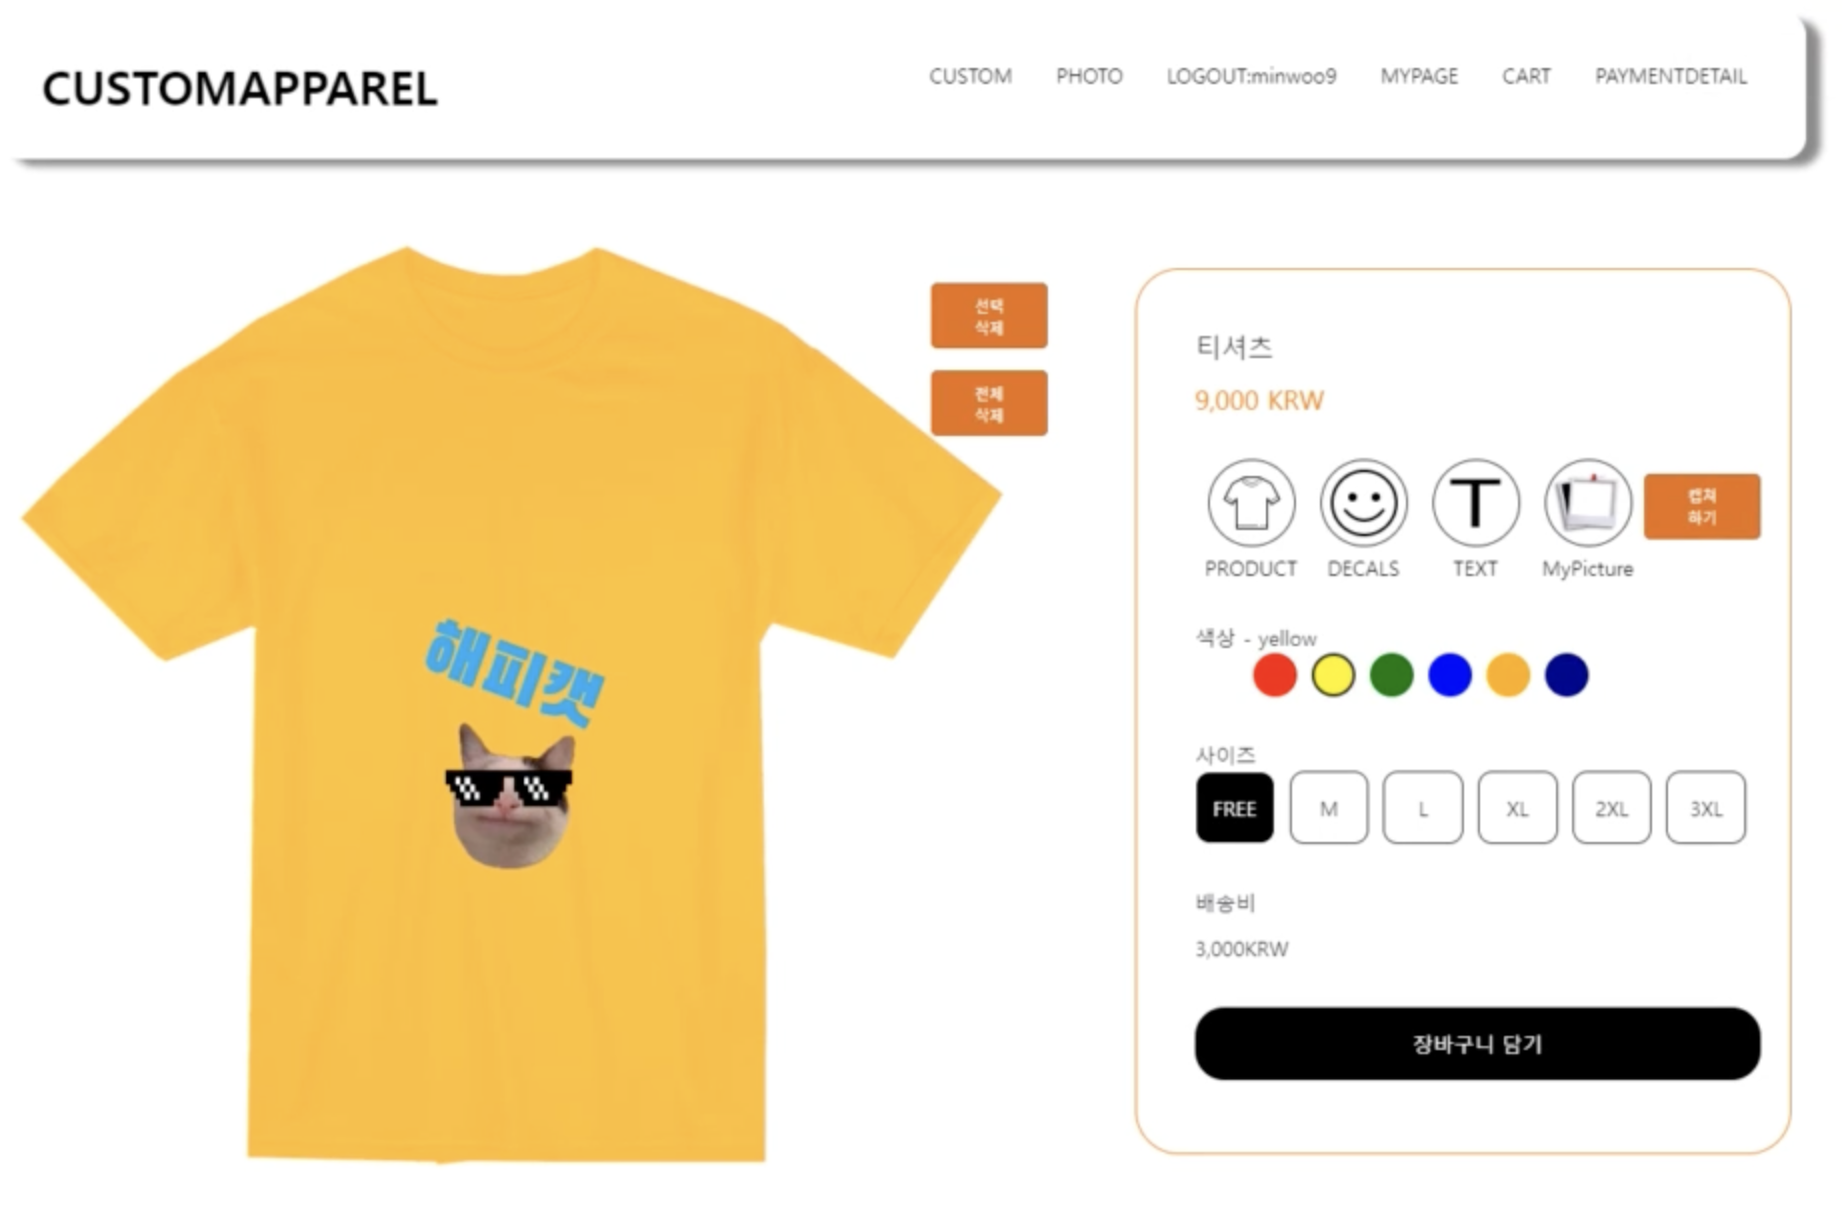 CUSTOMAPPAREL
CUSTOM PHOTO LOGOUT:minwoo9 MYPAGE CART PAYMENTDETAIL
해피캣
선택
삭제
전체
삭제
티셔츠
9,000 KRW
T
PRODUCT DECALS TEXT MyPicture
캡쳐
하기
색상 - yellow
사이즈
FREE M L XL 2XL 3XL
배송비
3,000KRW
장바구니 담기